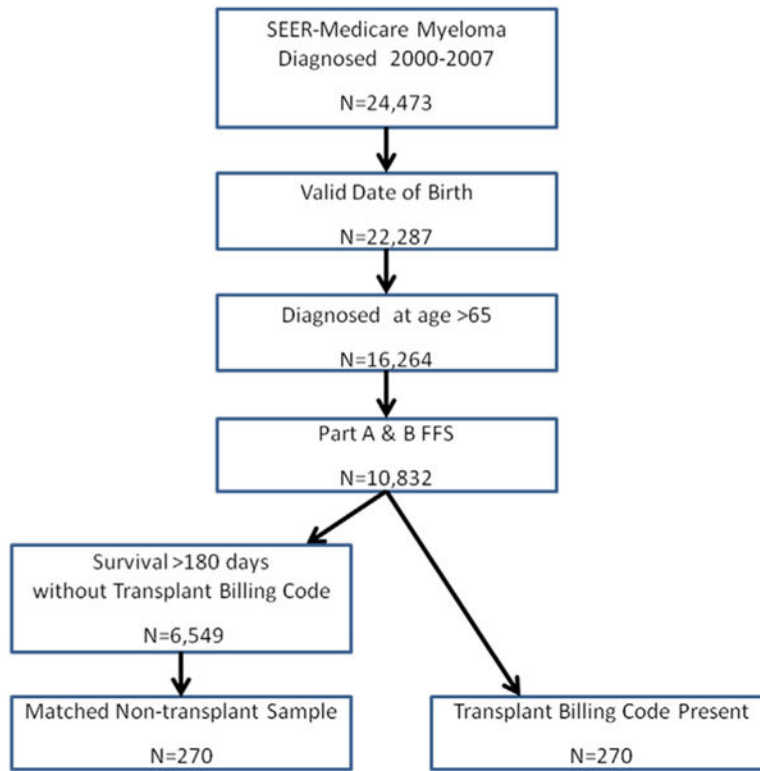 SEER-Medicare Myeloma
Diagnosed 2000-2007
N=24,473
Valid Date of Birth
N=22,287
Diagnosed at age >65
N=16,264
Part A & B FFS
N=10,832
Survival >180 days
without Transplant Billing Code
N=6,549
Matched Non-transplant Sample
N=270
Transplant Billing Code Present
N=270